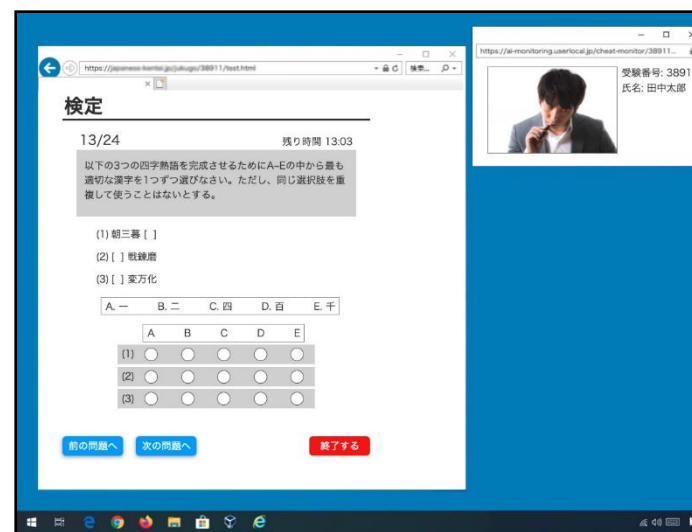 https://japanese-kentei.jp/jukugo/38911/test.html
検索...
検定
13/24
残り時間 13:03
以下の3つの四字熟語を完成させるためにA-Eの中から最も
適切な漢字を1つずつ選びなさい。ただし、同じ選択肢を重
複して使うことはないとする。
(1) 朝三暮 [ ]
(2) [ ] 戦錬磨
(3) [ ] 変万化
A. 一 B. 二 C. 四 D. 百 E. 千
A B C D E
(1)
(2)
(3)
前の問題へ
次の問題へ
終了する
https://ai-monitoring.userlocal.jp/cheat-monitor/38911...
受験番号: 3891
氏名: 田中太郎